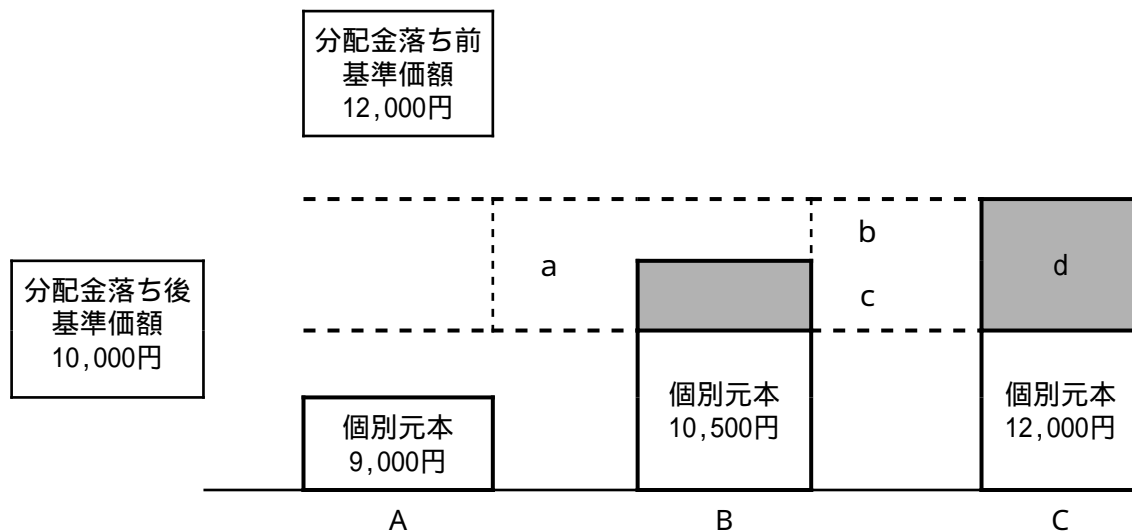 分配金落ち前
基準価額
12,000円
a
b
c
d
分配金落ち後
基準価額
10,000円
個別元本
9,000円
個別元本
10,500円
個別元本
12,000円
A
B
C